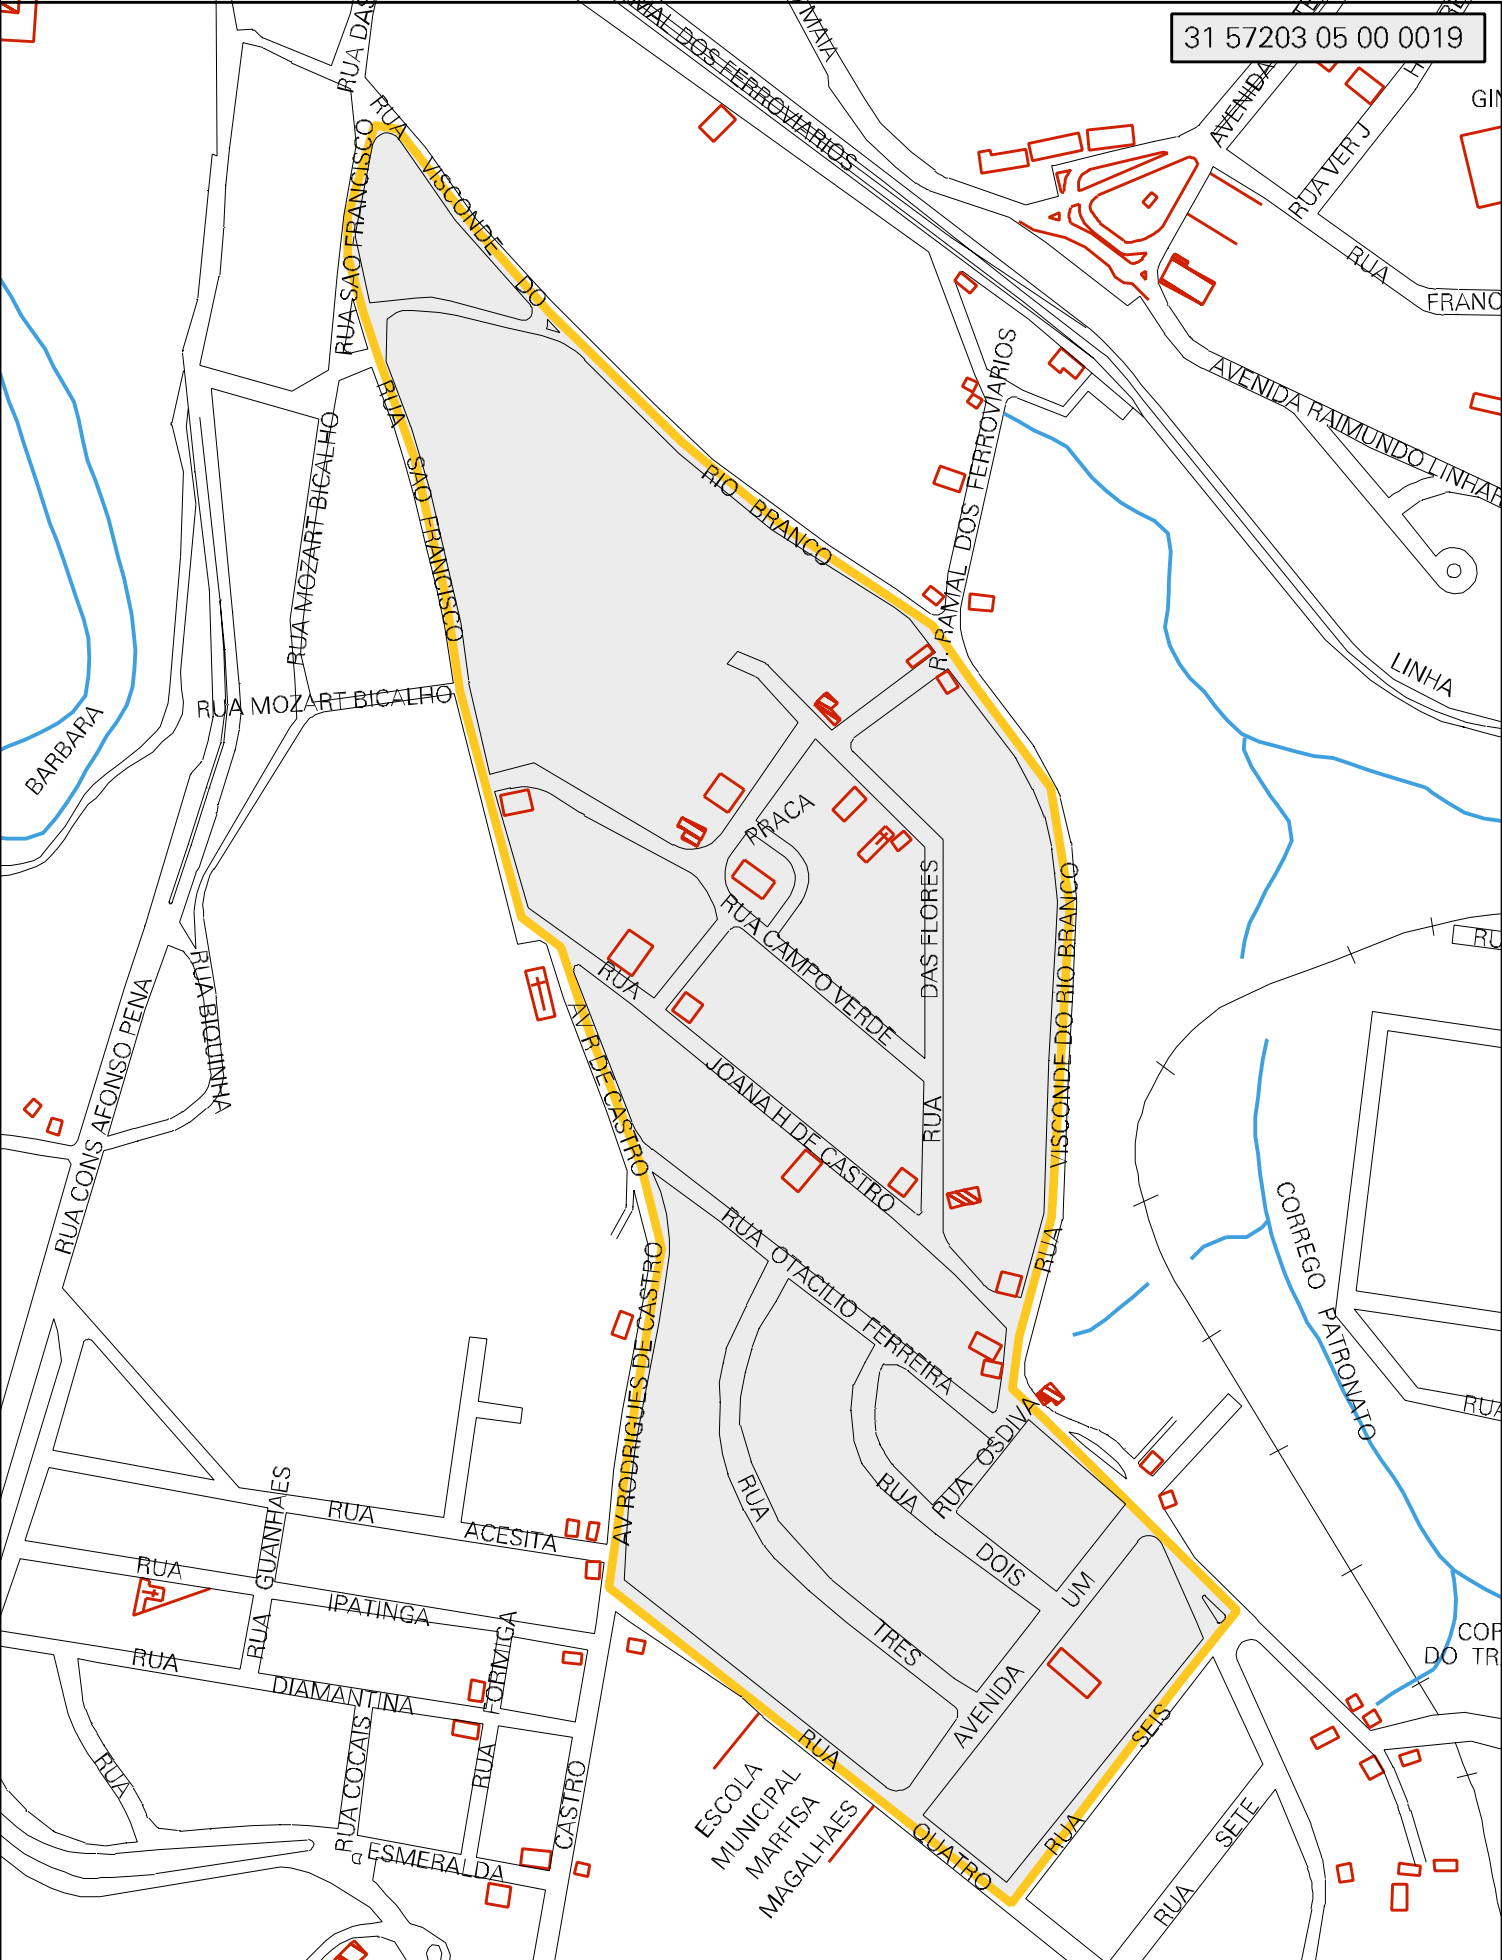 31 57203 05 00 0019
RUA DAS
RAMAL DOS FERROVIARIOS
MAIA
AVENIDA
GIN
RUA VER J
RUA
FRANC
RUA SAO FRANCISCO
RUA VISCONDE DO RIO BRANCO
R. RAMAL DOS FERROVIARIOS
AVENIDA RAIMUNDO LINHAR
LINHA
RUA SAO FRANCISCO
RUA MOZART BICALHO
RUA MOZART BICALHO
BARBARA
PRACA
RUA CAMPO VERDE
RUA DAS FLORES
RUA VISCONDE DO RIO BRANCO
RU
RUA BIQUINHA
RUA CONS AFONSO PENA
AV R DE CASTRO
RUA JOANA H DE CASTRO
RUA OTACILIO FERREIRA
CORREGO PATRONATO
RUA
AV RODRIGUES DE CASTRO
RUA OSDIVA
RUA DOIS
RUA TRES
AVENIDA UM
RUA GUANHAES
RUA ACESITA
RUA IPATINGA
RUA DIAMANTINA
RUA FORMIGA
RUA COCAIS
RUA
ESMERALDA
CASTRO
ESCOLA
MUNICIPAL
MARFISA
MAGALHAES
RUA QUATRO
RUA SEIS
RUA SETE
COR
DO TR